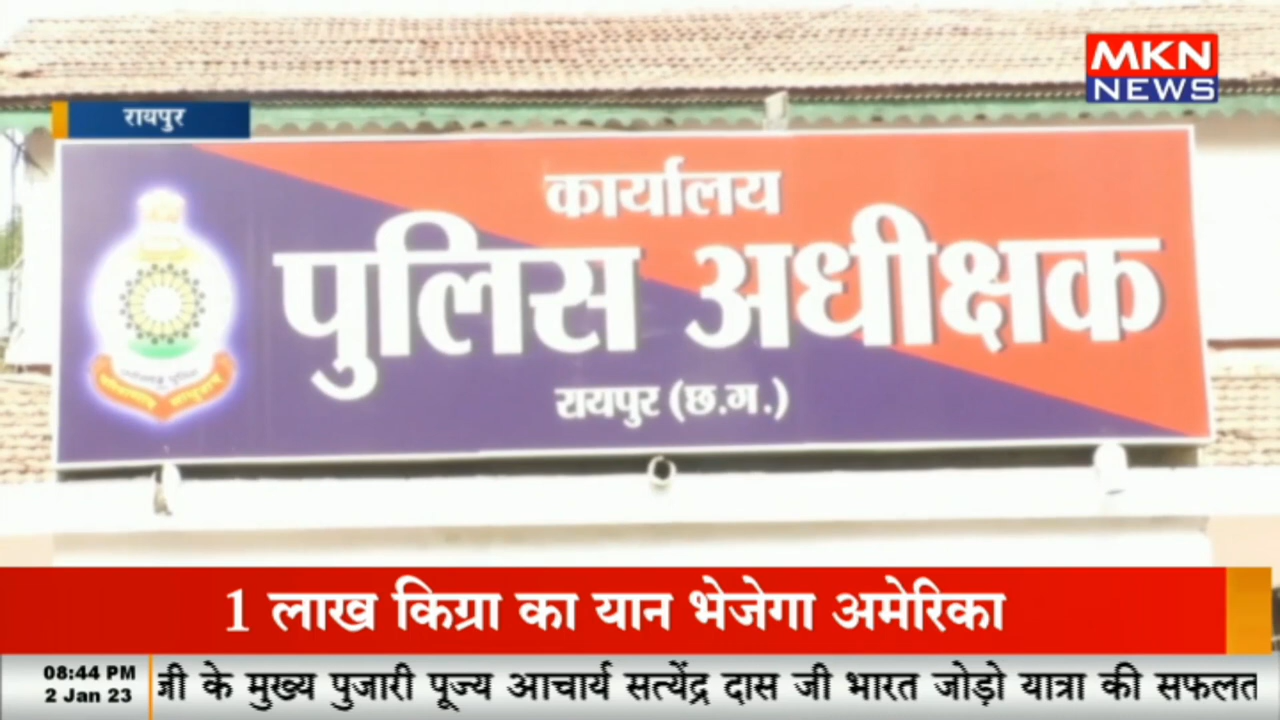 MKN
NEWS
रायपुर
कार्यालय
पुलिस अधीक्षक
रायपुर (छ.ग.)
1 लाख किग्रा का यान भेजेगा अमेरिका
08:44 PM
2 Jan 23
के मुख्य पुजारी पूज्य आचार्य सत्येंद्र दास जी भारत जोड़ो यात्रा की सफलत